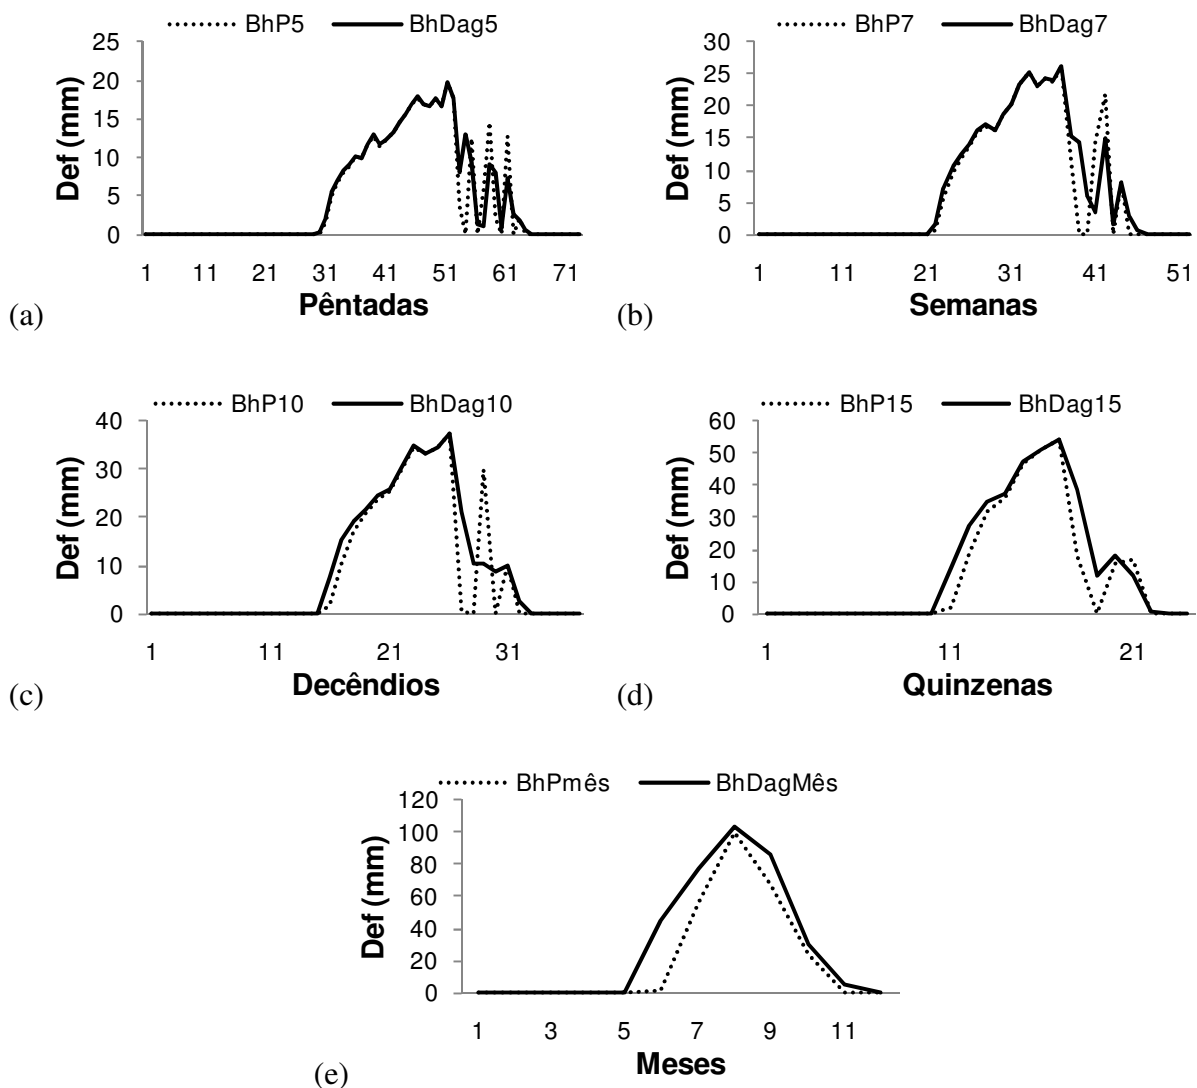 BhP5 BhDag5
25
20
15
10
5
0
Def (mm)
1 11 21 31 41 51 61 71
Pêntadas
(a)
BhP7 BhDag7
30
25
20
15
10
5
0
Def (mm)
1 11 21 31 41 51
Semanas
(b)
BhP10 BhDag10
40
30
20
10
0
Def (mm)
1 11 21 31
Decêndios
(c)
BhP15 BhDag15
60
50
40
30
20
10
0
Def (mm)
1 11 21
Quinzenas
(d)
BhPmês BhDagMês
120
100
80
60
40
20
0
Def (mm)
1 3 5 7 9 11
Meses
(e)